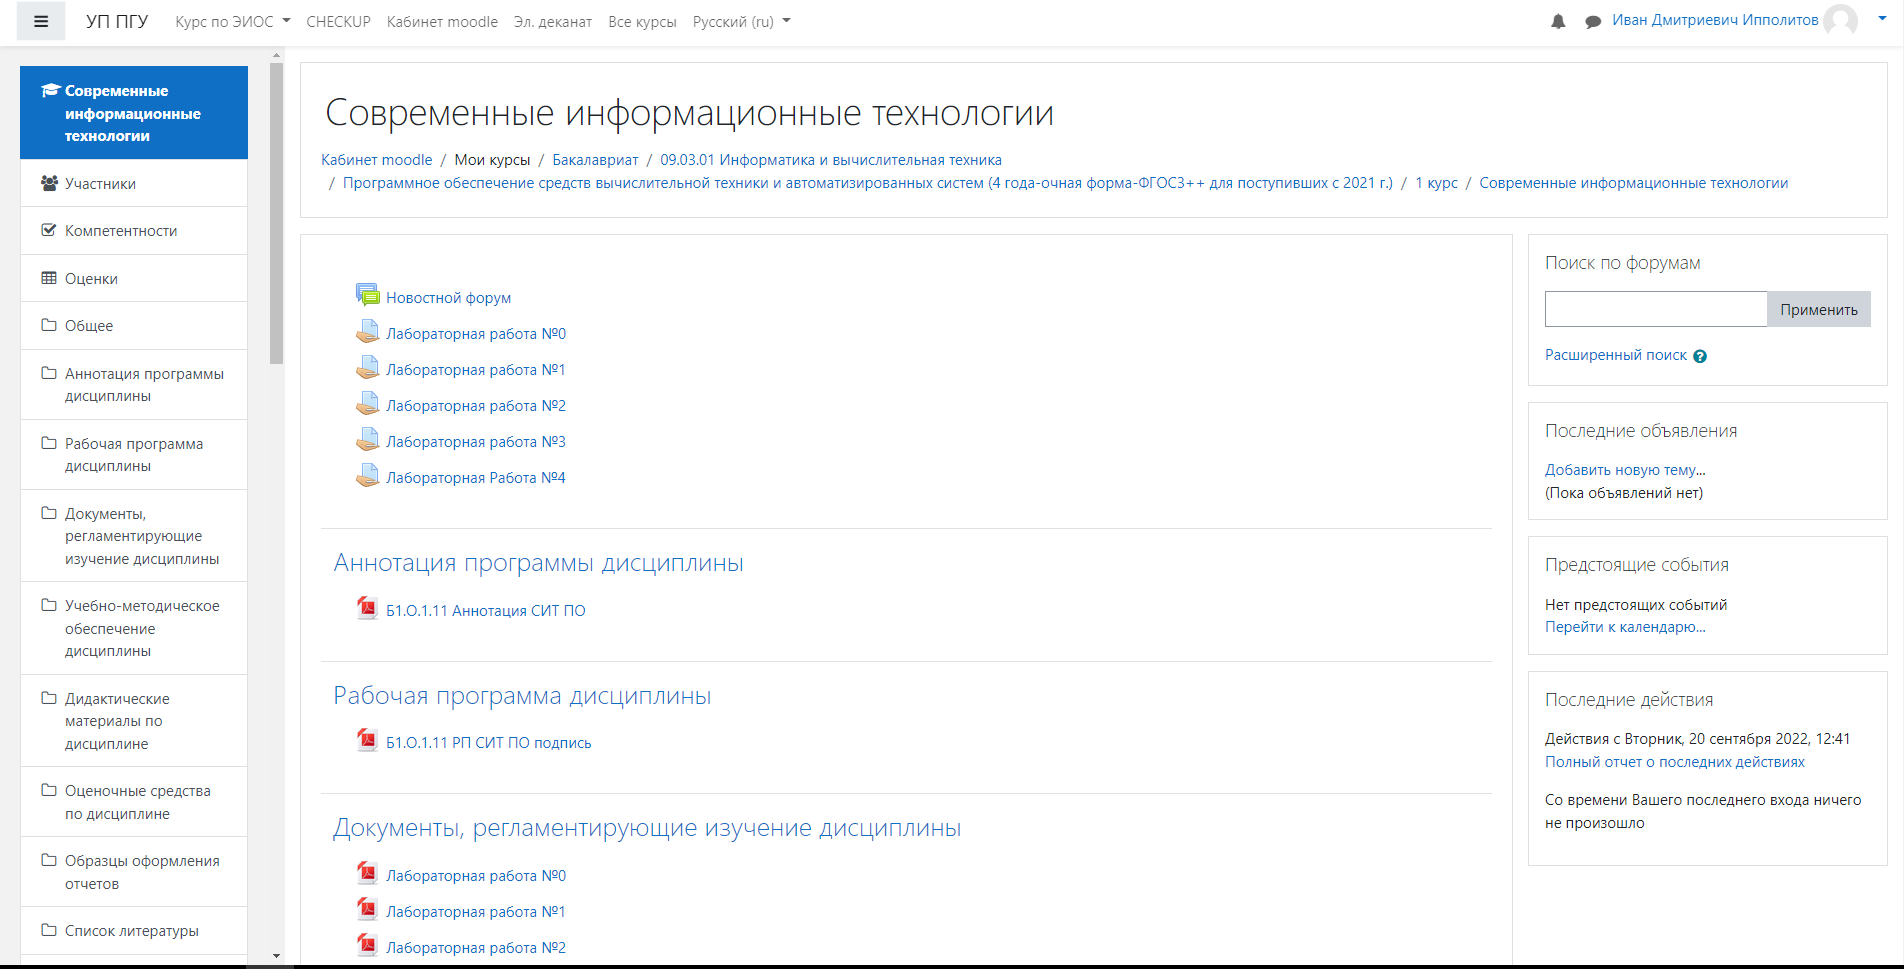 УП ПГУ
Курс по ЭИОС
CHECKUP
Кабинет moodle
Эл. деканат
Все курсы
Русский (ru)
Иван Дмитриевич Ипполитов
Современные
информационные
технологии
Участники
Компетентности
Оценки
Общее
Аннотация программы
дисциплины
Рабочая программа
дисциплины
Документы,
регламентирующие
изучение дисциплины
Учебно-методическое
обеспечение
дисциплины
Дидактические
материалы по
дисциплине
Оценочные средства
по дисциплине
Образцы оформления
отчетов
Список литературы
Современные информационные технологии
Кабинет moodle / Мои курсы / Бакалавриат / 09.03.01 Информатика и вычислительная техника
/ Программное обеспечение средств вычислительной техники и автоматизированных систем (4 года-очная форма-ФГОС3++ для поступивших с 2021 г.) / 1 курс / Современные информационные технологии
Новостной форум
Лабораторная работа №0
Лабораторная работа №1
Лабораторная работа №2
Лабораторная работа №3
Лабораторная Работа №4
Аннотация программы дисциплины
Б1.О.1.11 Аннотация СИТ ПО
Рабочая программа дисциплины
Б1.О.1.11 РП СИТ ПО подпись
Документы, регламентирующие изучение дисциплины
Лабораторная работа №0
Лабораторная работа №1
Лабораторная работа №2
Поиск по форумам
Применить
Расширенный поиск
Последние объявления
Добавить новую тему...
(Пока объявлений нет)
Предстоящие события
Нет предстоящих событий
Перейти к календарю...
Последние действия
Действия с Вторник, 20 сентября 2022, 12:41
Полный отчет о последних действиях
Со времени Вашего последнего входа ничего
не произошло